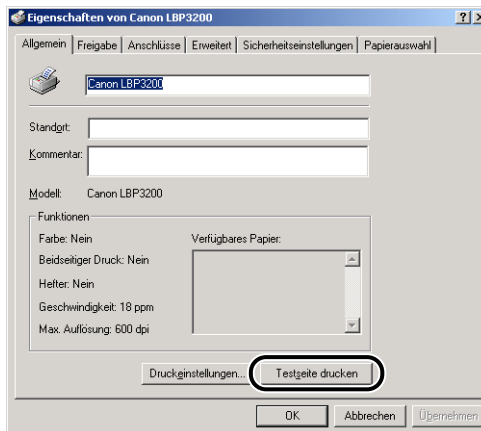 Eigenschaften von Canon LBP3200
Allgemein Freigabe Anschlüsse Erweitert Sicherheitseinstellungen Papierauswahl
Canon LBP3200
Standort:
Kommentar:
Modell: Canon LBP3200
Funktionen
Farbe: Nein Verfügbares Papier:
Beidseitiger Druck: Nein
Hefter: Nein
Geschwindigkeit: 18 ppm
Max. Auflösung: 600 dpi
Druckeinstellungen... Testseite drucken
OK Abbrechen Übernehmen